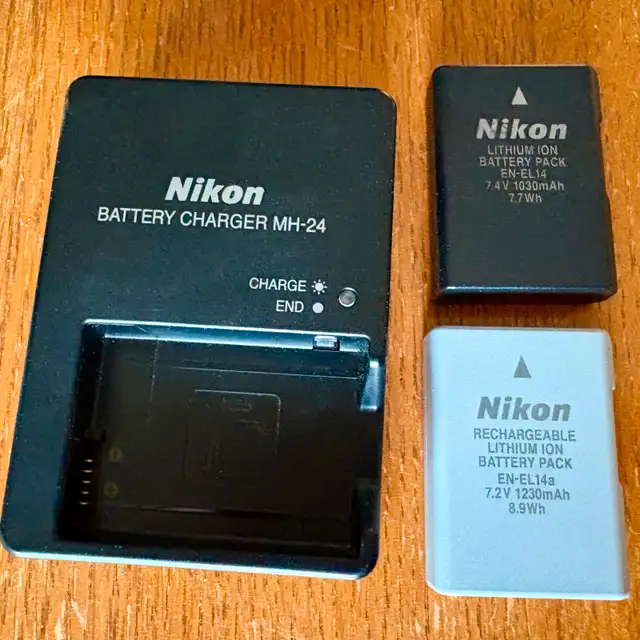 Nikon
BATTERY CHARGER MH-24
CHARGE
END
Nikon
LITHIUM ION
BATTERY PACK
EN-EL14
7.4V 1030mAh
7.7Wh
Nikon
RECHARGEABLE
LITHIUM ION
BATTERY PACK
EN-EL14a
7.2V 1230mAh
8.9Wh